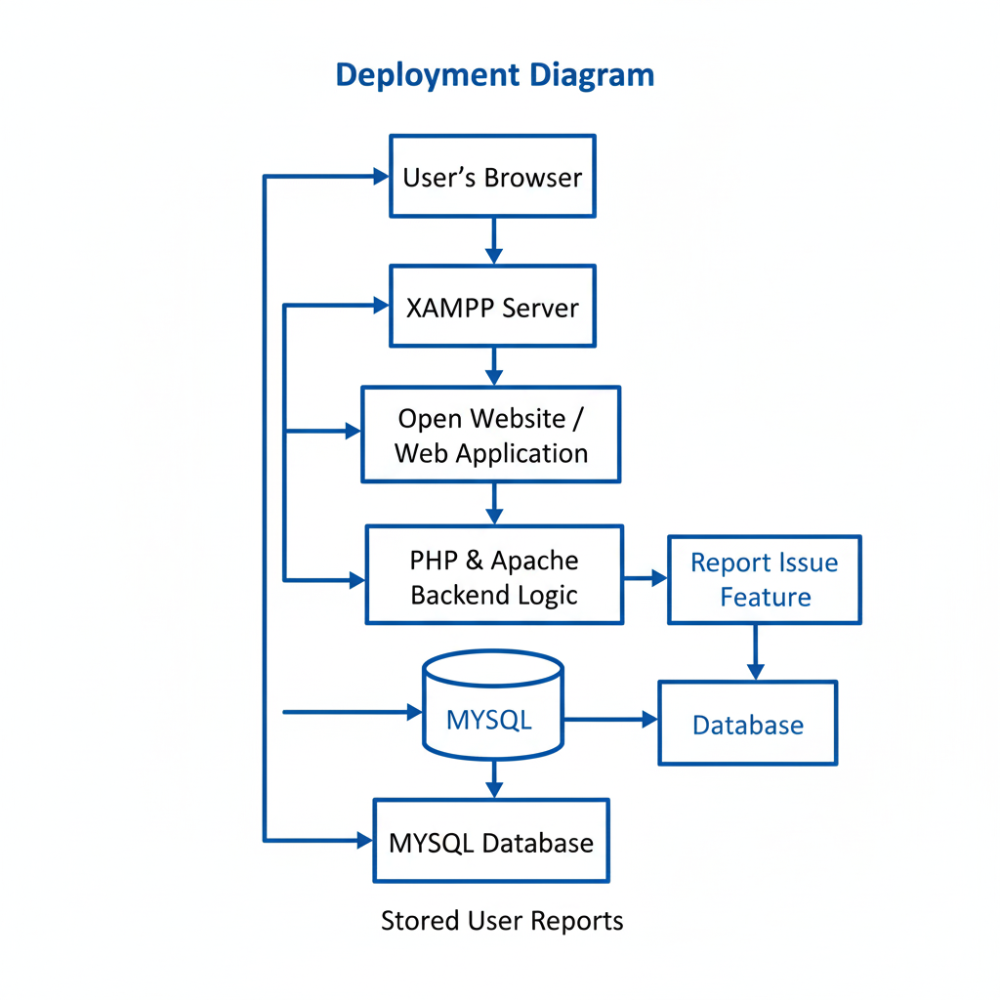 Deployment Diagram
User’s Browser
XAMPP Server
Open Website /
Web Application
PHP & Apache
Backend Logic
Report Issue
Feature
MYSQL
Database
MYSQL Database
Stored User Reports